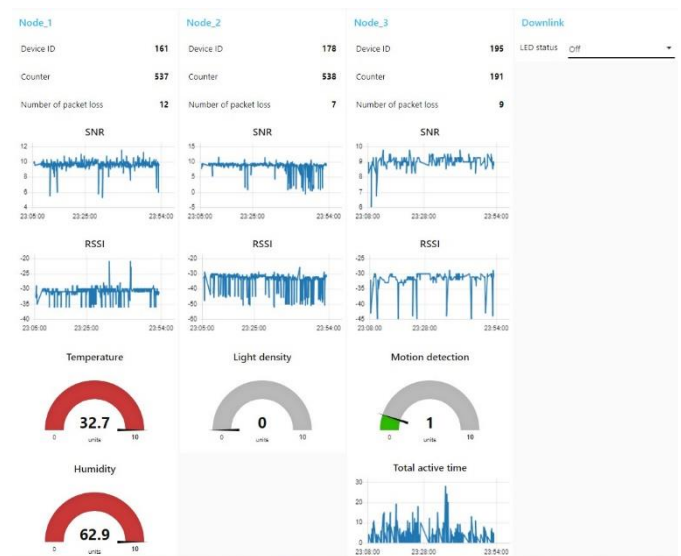 Node_1
Device ID 161
Counter 537
Number of packet loss 12
SNR
12
10
8
6
4
23:05:00 23:25:00 23:54:00
RSSI
-20
-25
-30
-35
-40
23:05:00 23:25:00 23:54:00
Temperature
32.7
0 units 10
Humidity
62.9
0 units 10
Node_2
Device ID 178
Counter 538
Number of packet loss 7
SNR
15
10
5
0
-5
23:05:00 23:25:00 23:54:00
RSSI
-20
-30
-40
-50
-60
23:05:00 23:25:00 23:54:00
Light density
0
0 units 10
Node_3
Device ID 195
Counter 191
Number of packet loss 9
SNR
10
9
8
7
6
23:08:00 23:28:00 23:54:00
RSSI
-25
-30
-35
-40
-45
23:08:00 23:28:00 23:54:00
Motion detection
1
0 units 10
Total active time
30
20
10
0
23:08:00 23:28:00 23:54:00
Downlink
LED status Off